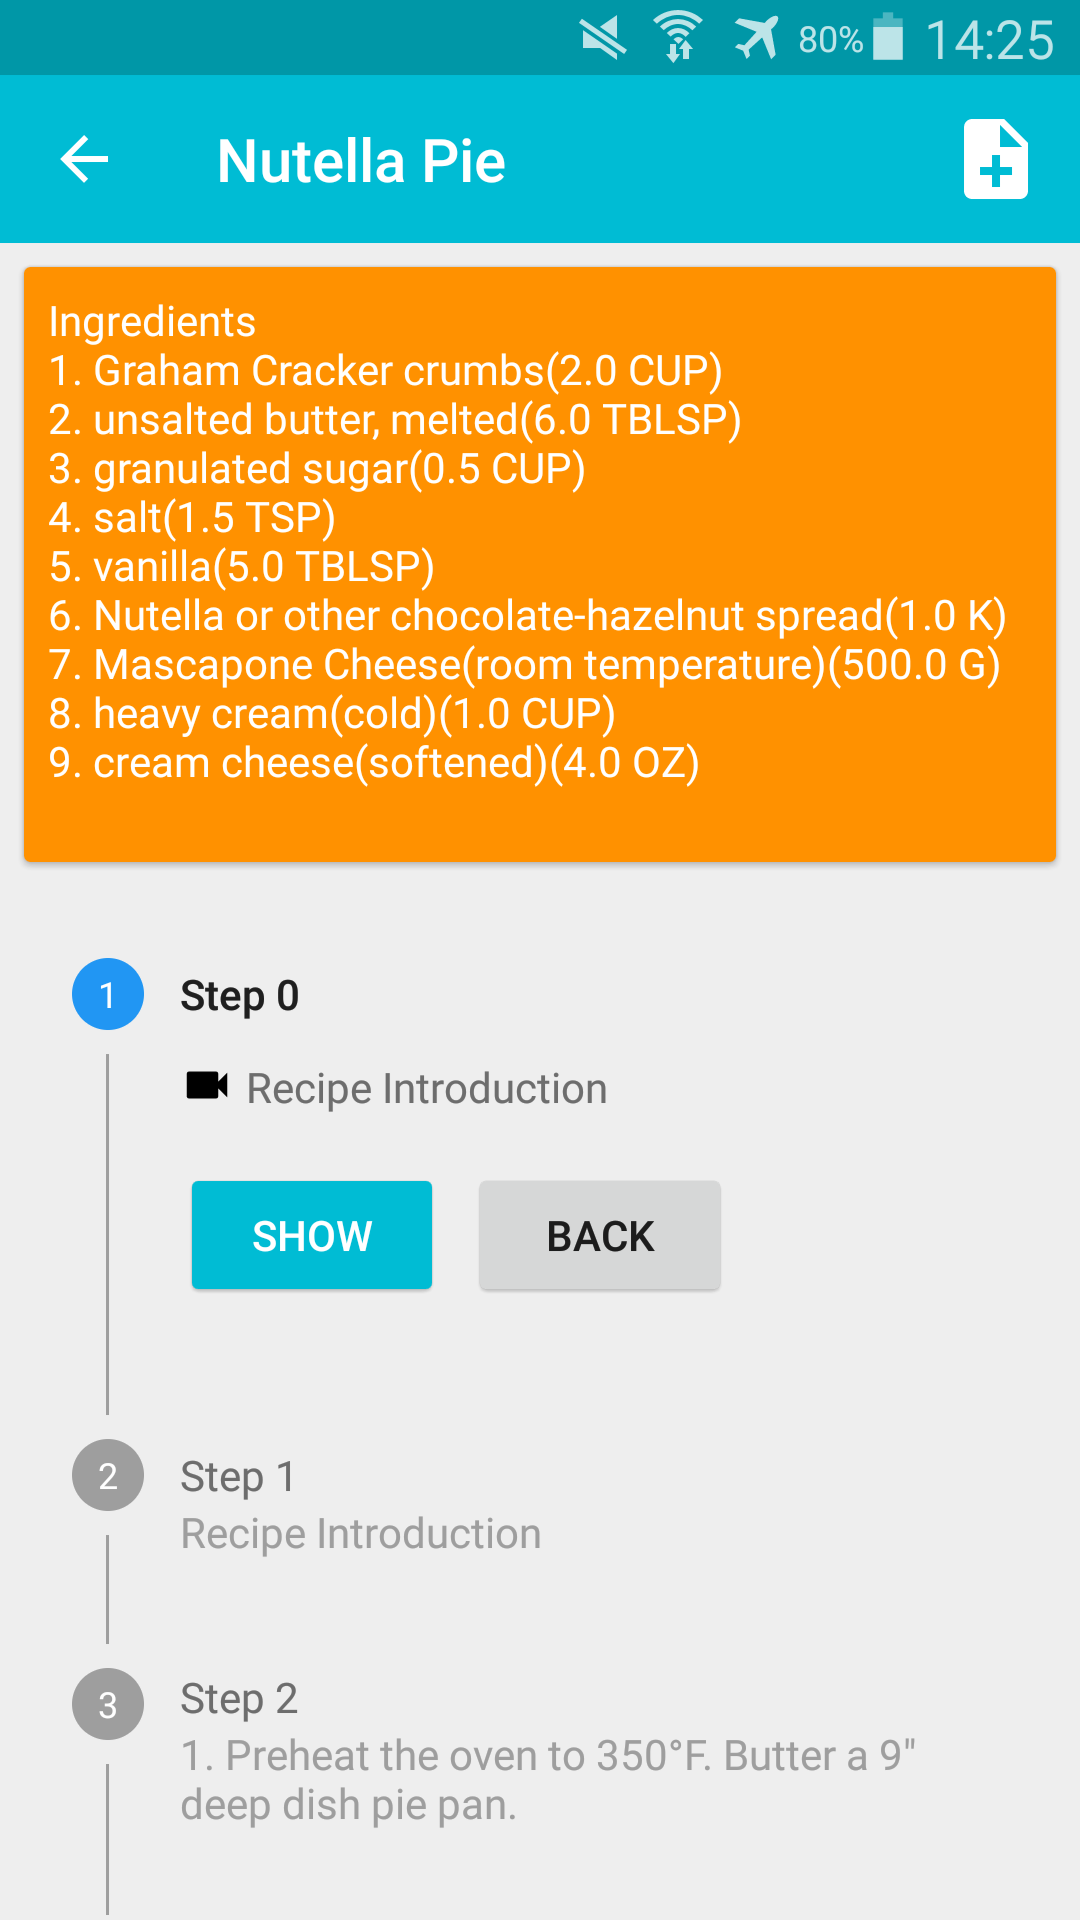 80% 14:25
Nutella Pie
Ingredients
1. Graham Cracker crumbs(2.0 CUP)
2. unsalted butter, melted(6.0 TBLSP)
3. granulated sugar(0.5 CUP)
4. salt(1.5 TSP)
5. vanilla(5.0 TBLSP)
6. Nutella or other chocolate-hazelnut spread(1.0 K)
7. Mascapone Cheese(room temperature)(500.0 G)
8. heavy cream(cold)(1.0 CUP)
9. cream cheese(softened)(4.0 OZ)
1 Step 0
Recipe Introduction
SHOW BACK
2 Step 1
Recipe Introduction
3 Step 2
1. Preheat the oven to 350°F. Butter a 9"
deep dish pie pan.